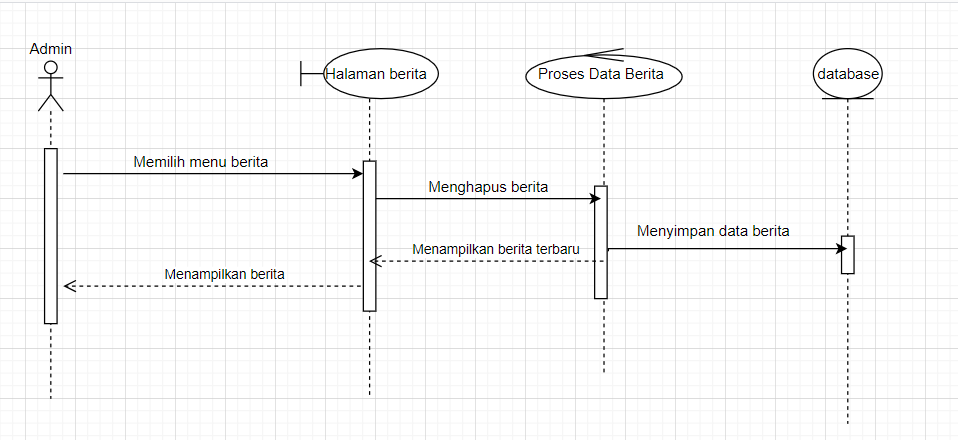 Admin
Halaman berita
Proses Data Berita
database
Memilih menu berita
Menghapus berita
Menyimpan data berita
Menampilkan berita terbaru
Menampilkan berita